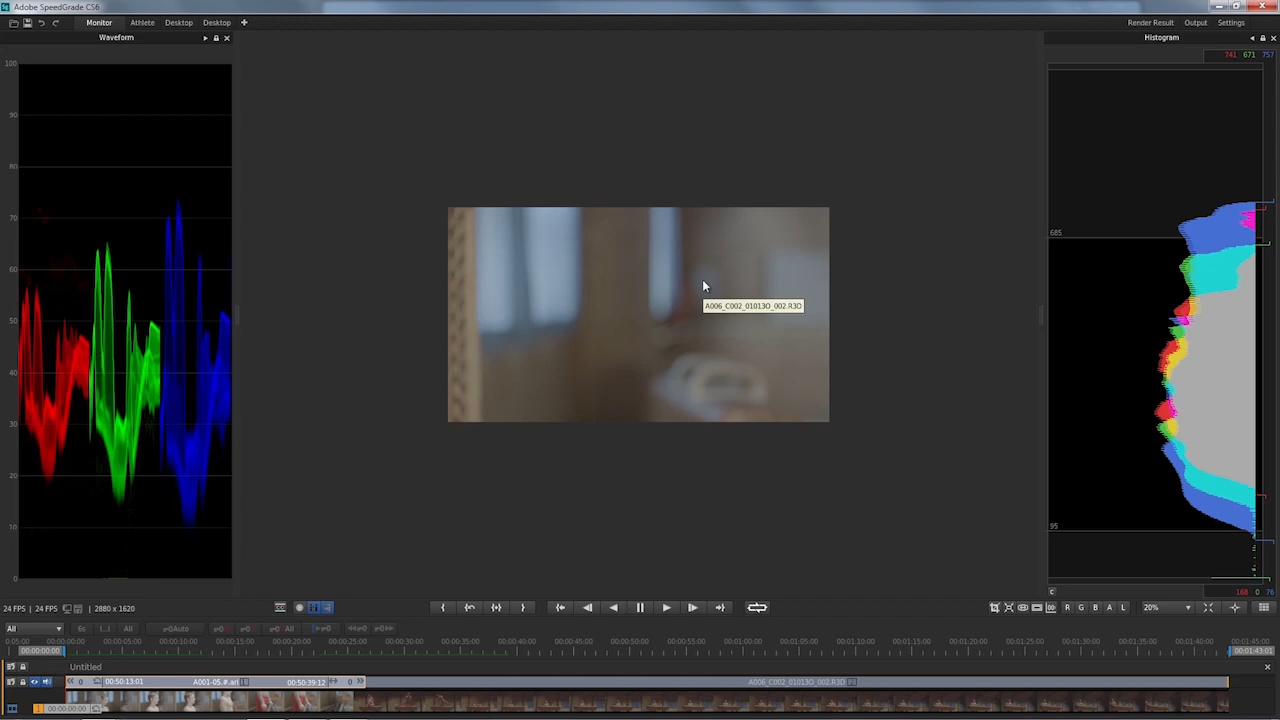 Adobe SpeedGrade CS6
Monitor Athlete Desktop Desktop
Render Result Output Settings
Waveform
Histogram
741 671 757
100
90
80
70
60
50
40
30
20
10
0
A006_C002_01013O_002.R3D
685
95
168 0 76
24 FPS 24 FPS 2880 x 1620
R G B A L 20%
C
All 6s [...] All Auto All
0:05:00 00:00:00:00 00:00:05:00 00:00:10:00 00:00:15:00 00:00:20:00 00:00:25:00 00:00:30:00 00:00:35:00 00:00:40:00 00:00:45:00 00:00:50:00 00:00:55:00 00:01:00:00 00:01:05:00 00:01:10:00 00:01:15:00 00:01:20:00 00:01:25:00 00:01:30:00 00:01:35:00 00:01:40:00 00:01:45:00
00:00:00:00 00:01:43:01
Untitled
0 00:50:13:01 A001-05.#.ari 00:50:39:12 0 A006_C002_01013O_002.R3D
1 00:00:00:00